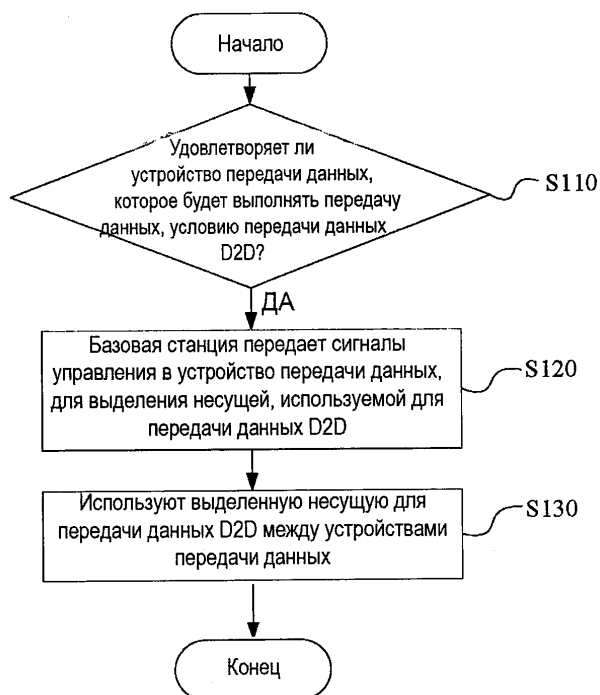 Начало
Удовлетворяет ли
устройство передачи данных,
которое будет выполнять передачу
данных, условию передачи данных
D2D?
S110
ДА
Базовая станция передает сигналы
управления в устройство передачи данных,
для выделения несущей, используемой для
передачи данных D2D
S120
Используют выделенную несущую для
передачи данных D2D между устройствами
передачи данных
S130
Конец